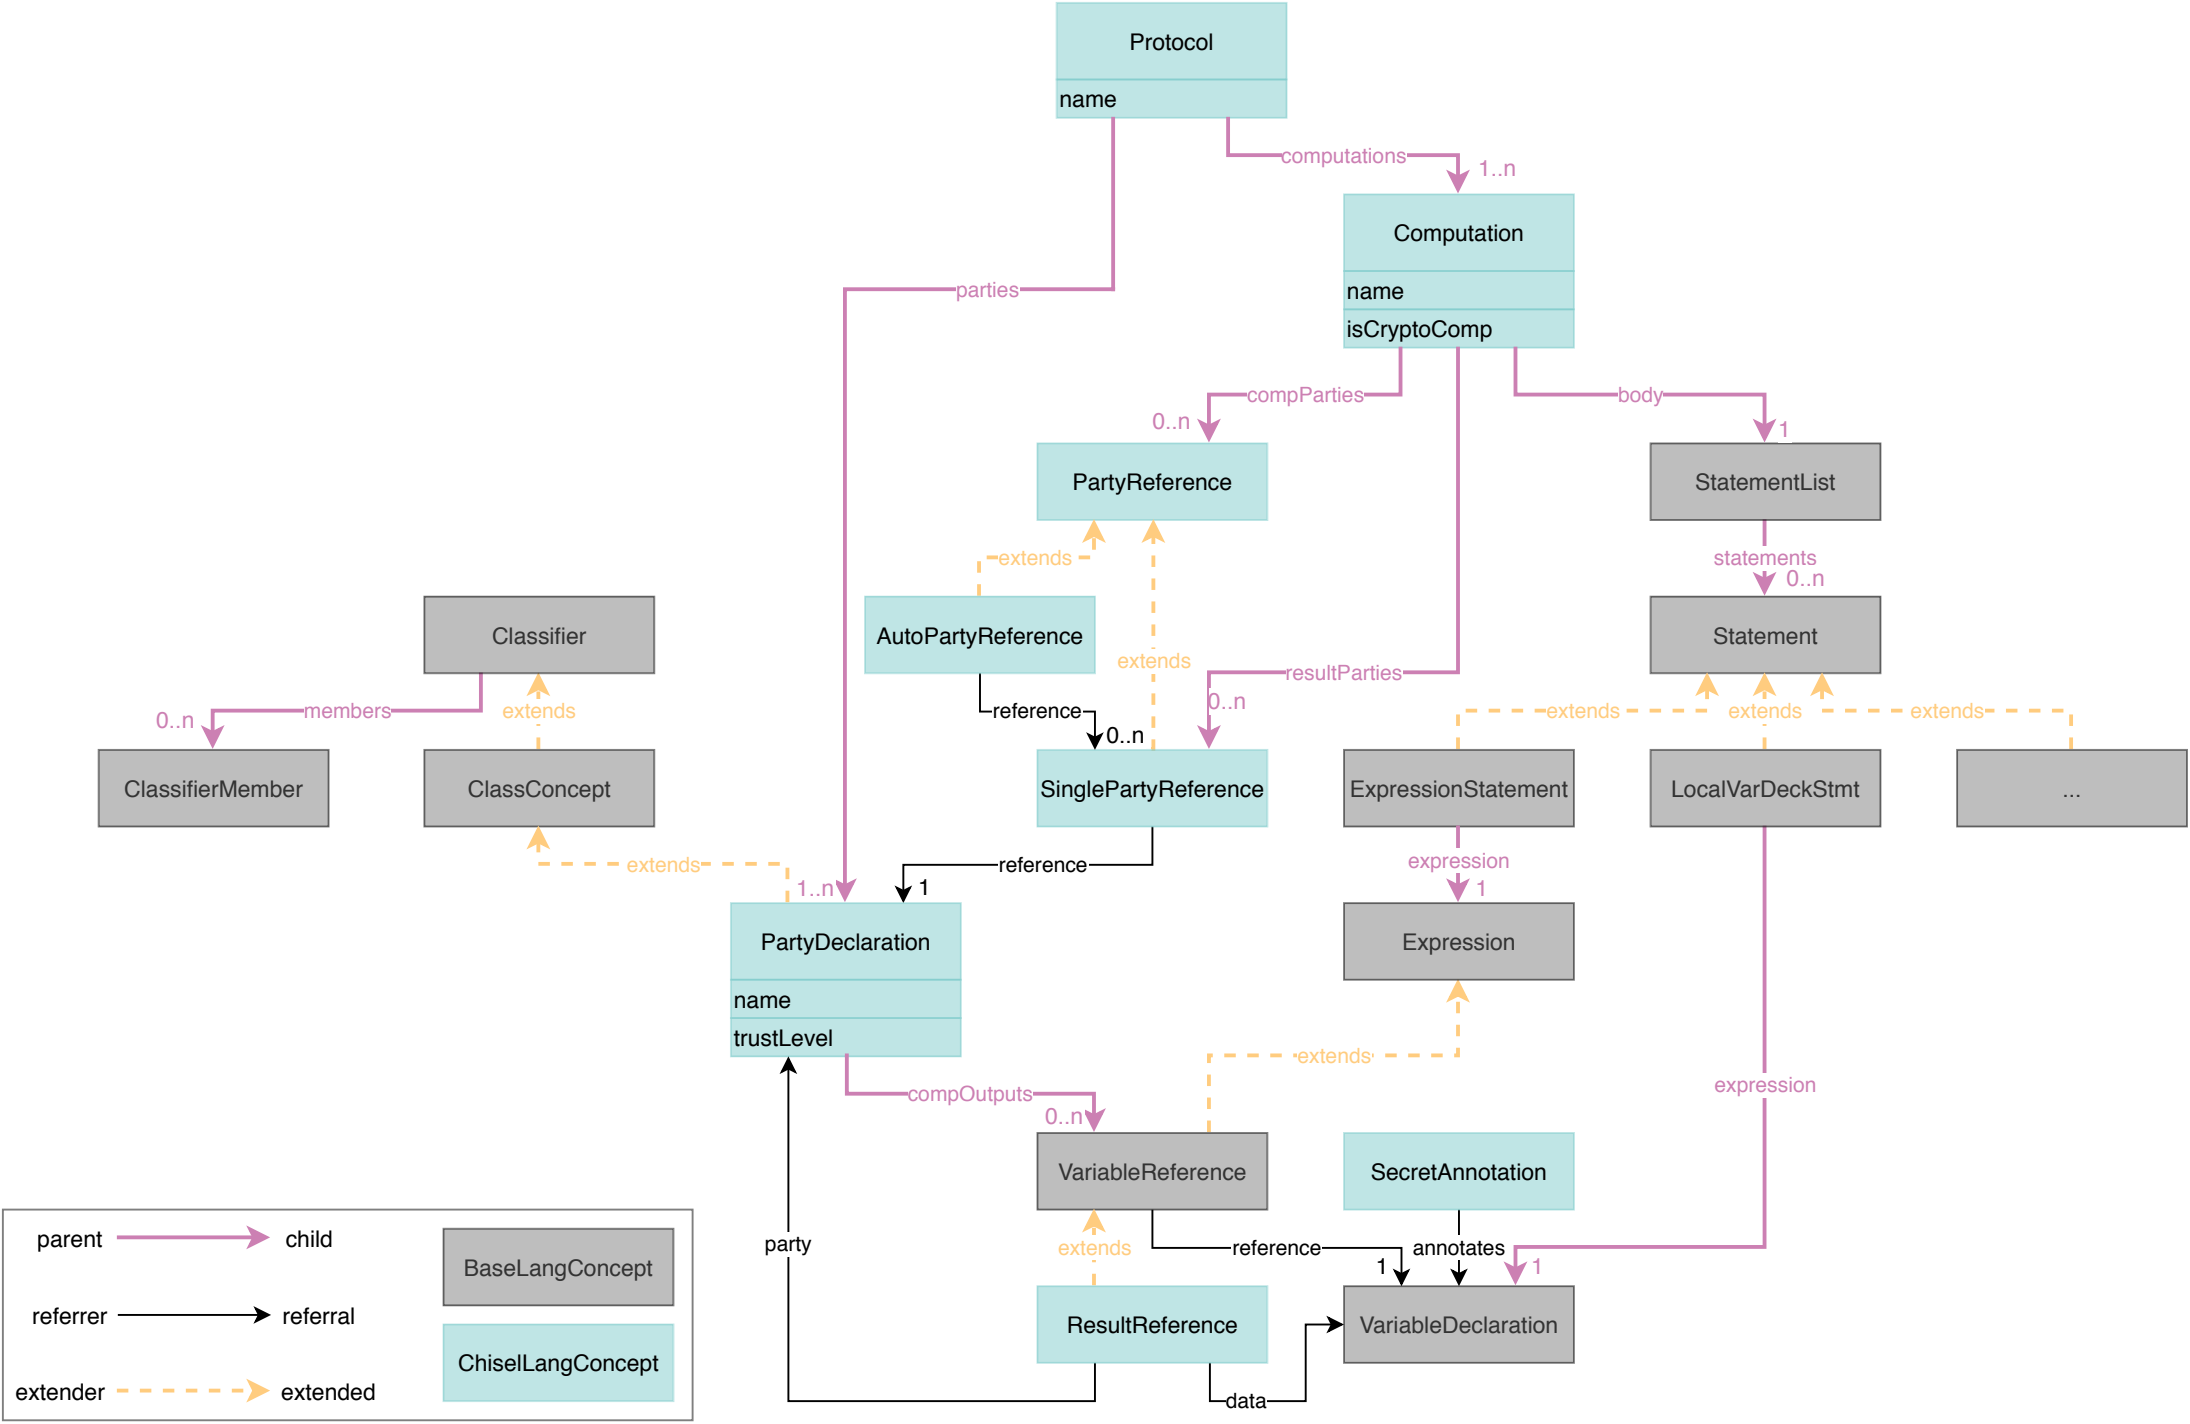 Protocol
name
computations
1..n
Computation
parties
name
isCryptoComp
compParties
body
0..n
1
PartyReference
StatementList
extends
statements
0..n
Classifier
AutoPartyReference
Statement
extends
resultParties
0..n
members
0..n
extends
reference
0..n
extends
extends
extends
ClassifierMember
ClassConcept
SinglePartyReference
ExpressionStatement
LocalVarDeckStmt
...
extends
reference
expression
1..n
1
1
PartyDeclaration
Expression
name
trustLevel
extends
compOutputs
0..n
expression
VariableReference
SecretAnnotation
party
extends
reference
annotates
1
1
ResultReference
VariableDeclaration
data
parent
child
BaseLangConcept
referrer
referral
ChiselLangConcept
extender
extended